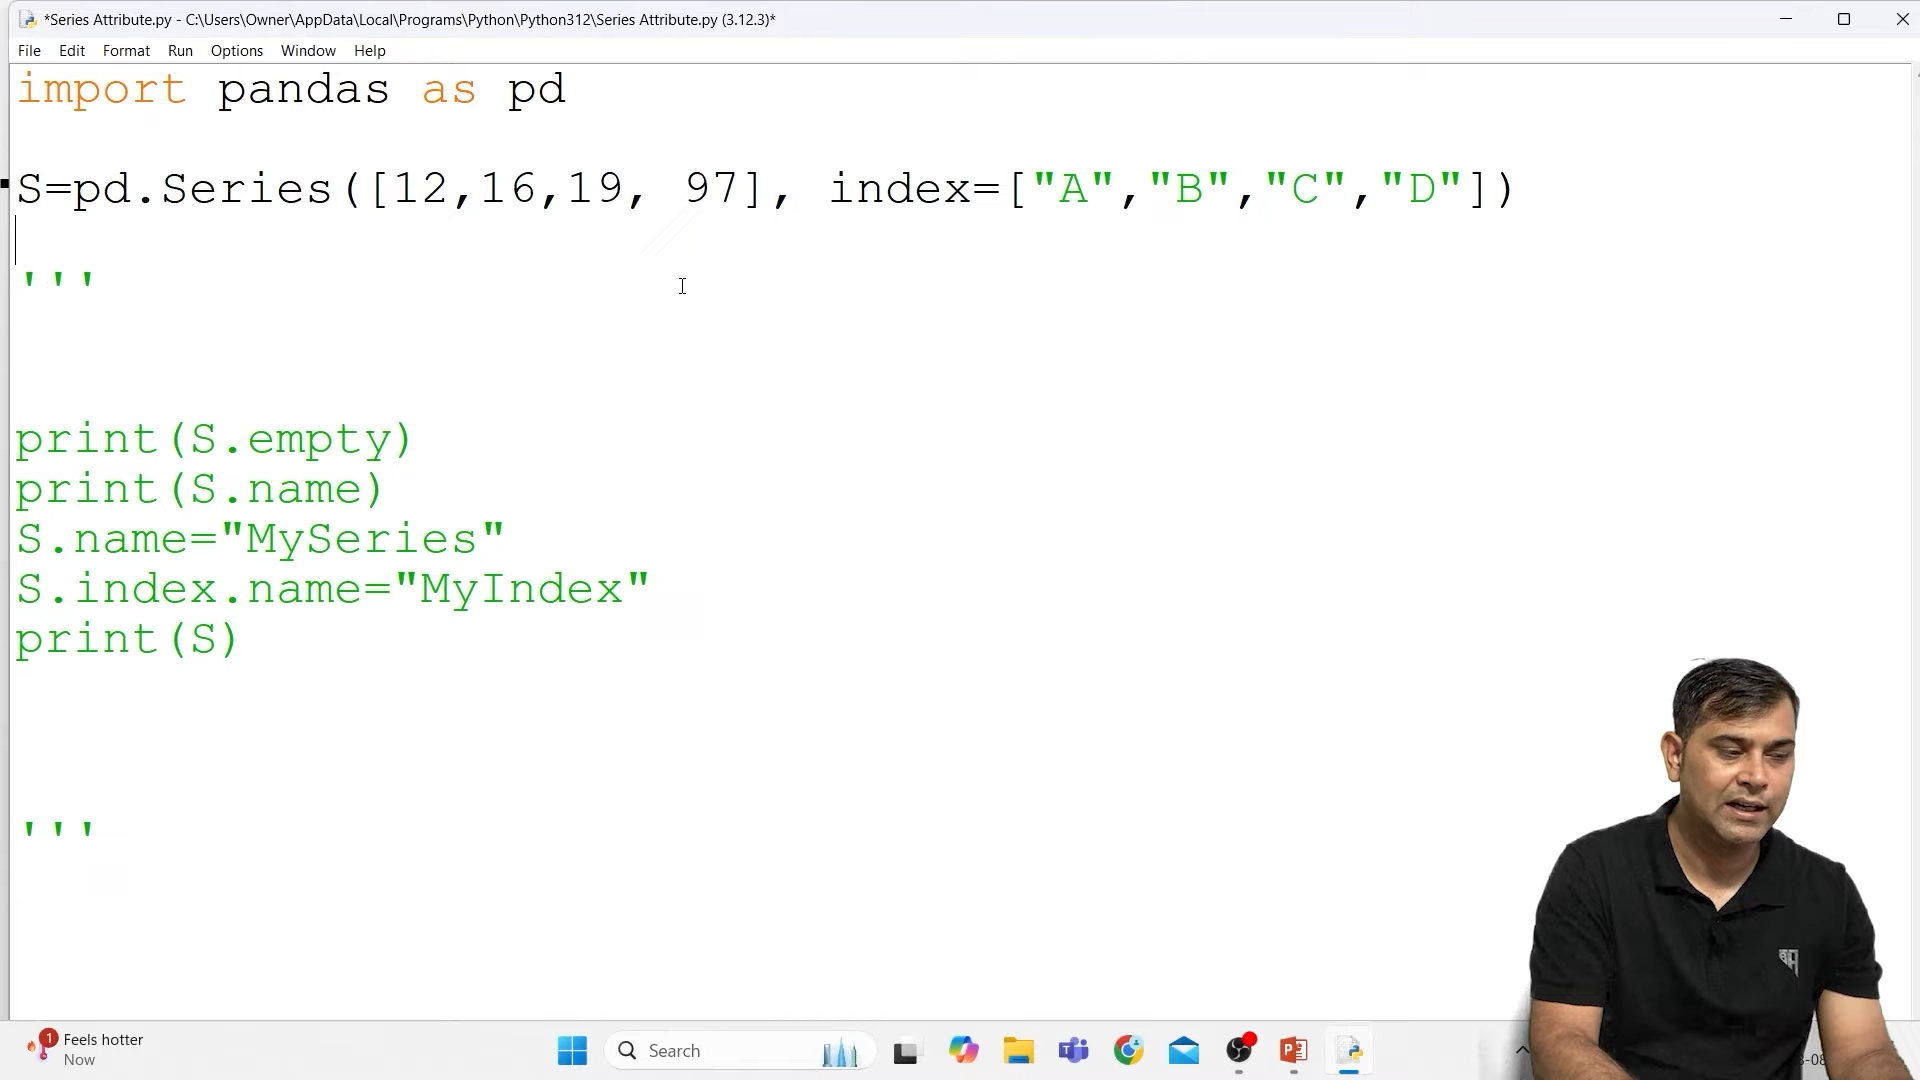 *Series Attribute.py - C:\Users\Owner\AppData\Local\Programs\Python\Python312\Series Attribute.py (3.12.3)*
File Edit Format Run Options Window Help
import pandas as pd
S=pd.Series([12,16,19, 97], index=["A","B","C","D"])
'''
print(S.empty)
print(S.name)
S.name="MySeries"
S.index.name="MyIndex"
print(S)
'''
1
Feels hotter
Now
Search